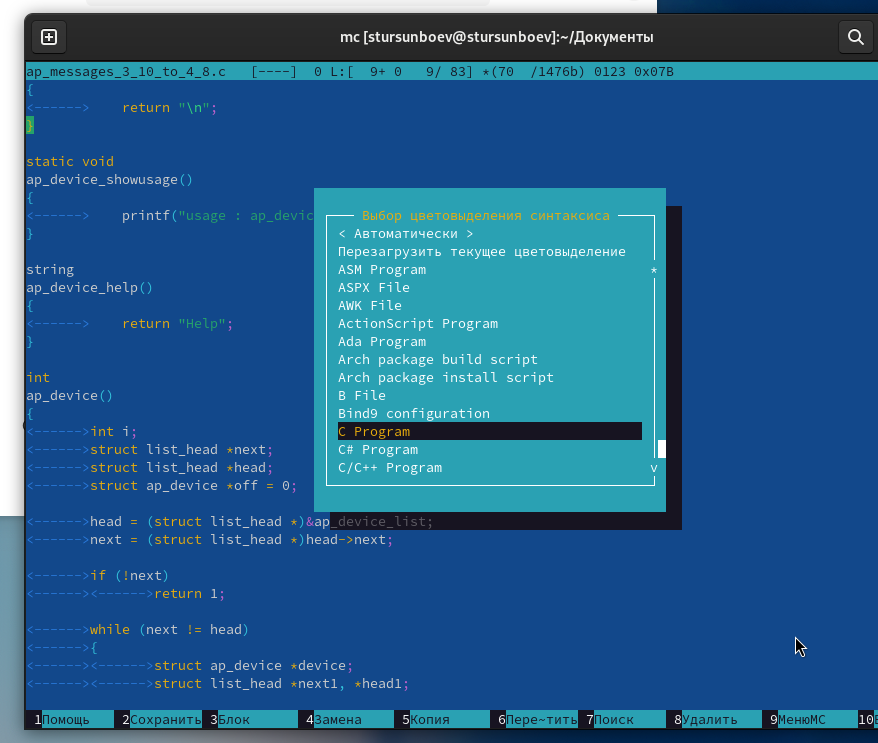 mc [stursunboev@stursunboev]:~/Документы
ap_messages_3_10_to_4_8.c [----] 0 L:[ 9+ 0 9/ 83] *(70 /1476b) 0123 0x07B
{
<------> return "\n";
}
static void
ap_device_showusage()
{
<------> printf("usage : ap_devic
}
string
ap_device_help()
{
<------> return "Help";
}
int
ap_device()
{
<------>int i;
<------>struct list_head *next;
<------>struct list_head *head;
<------>struct ap_device *off = 0;
<------>head = (struct list_head *)&ap_device_list;
<------>next = (struct list_head *)head->next;
<------>if (!next)
<------><------>return 1;
<------>while (next != head)
<------>{
<------><------>struct ap_device *device;
<------><------>struct list_head *next1, *head1;
Выбор цветовыделения синтаксиса
< Автоматически >
Перезагрузить текущее цветовыделение
ASM Program *
ASPX File
AWK File
ActionScript Program
Ada Program
Arch package build script
Arch package install script
B File
Bind9 configuration
C Program
C# Program
C/C++ Program v
1Помощь 2Сохранить 3Блок 4Замена 5Копия 6Пере~тить 7Поиск 8Удалить 9МенюMC 10